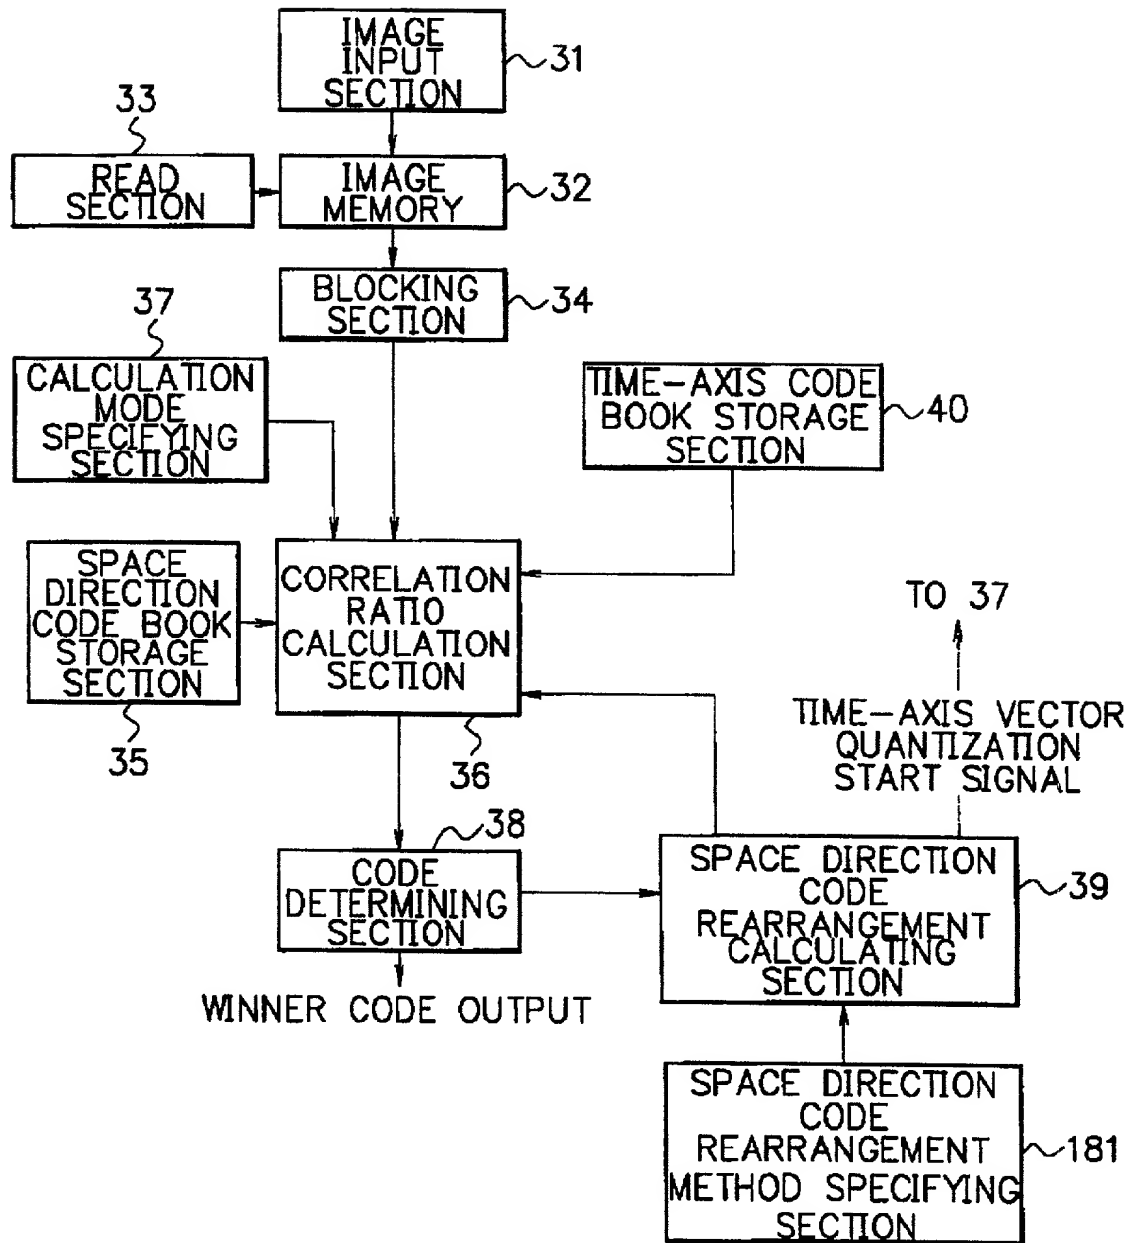 IMAGE
INPUT
SECTION
31
33
READ
SECTION
IMAGE
MEMORY
32
BLOCKING
SECTION
34
37
CALCULATION
MODE
SPECIFYING
SECTION
TIME-AXIS CODE
BOOK STORAGE
SECTION
40
SPACE
DIRECTION
CODE BOOK
STORAGE
SECTION
35
CORRELATION
RATIO
CALCULATION
SECTION
36
TO 37
TIME-AXIS VECTOR
QUANTIZATION
START SIGNAL
38
CODE
DETERMINING
SECTION
WINNER CODE OUTPUT
SPACE DIRECTION
CODE
REARRANGEMENT
CALCULATING
SECTION
39
SPACE DIRECTION
CODE
REARRANGEMENT
METHOD SPECIFYING
SECTION
181